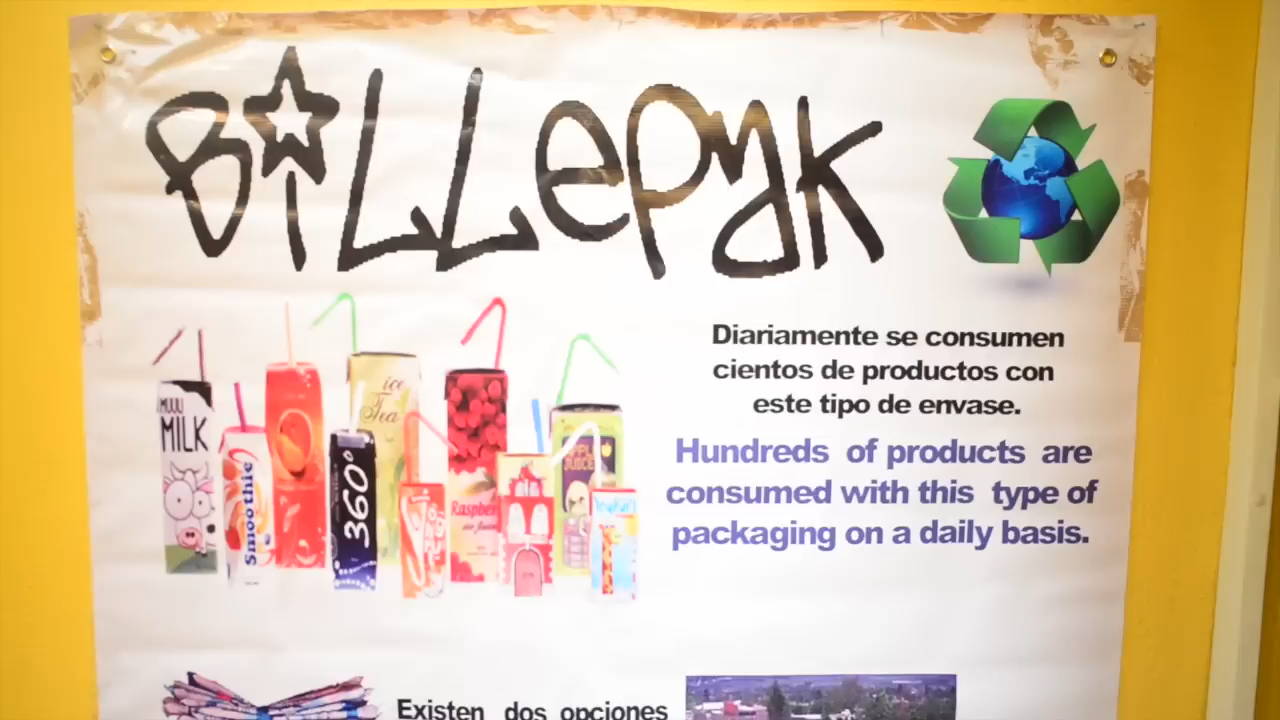 BiLLepak
Diariamente se consumen
cientos de productos con
este tipo de envase.
Hundreds of products are
consumed with this type of
packaging on a daily basis.
MUUU
MILK
Smoothie
360°
ice
Tea
Existen dos opciones